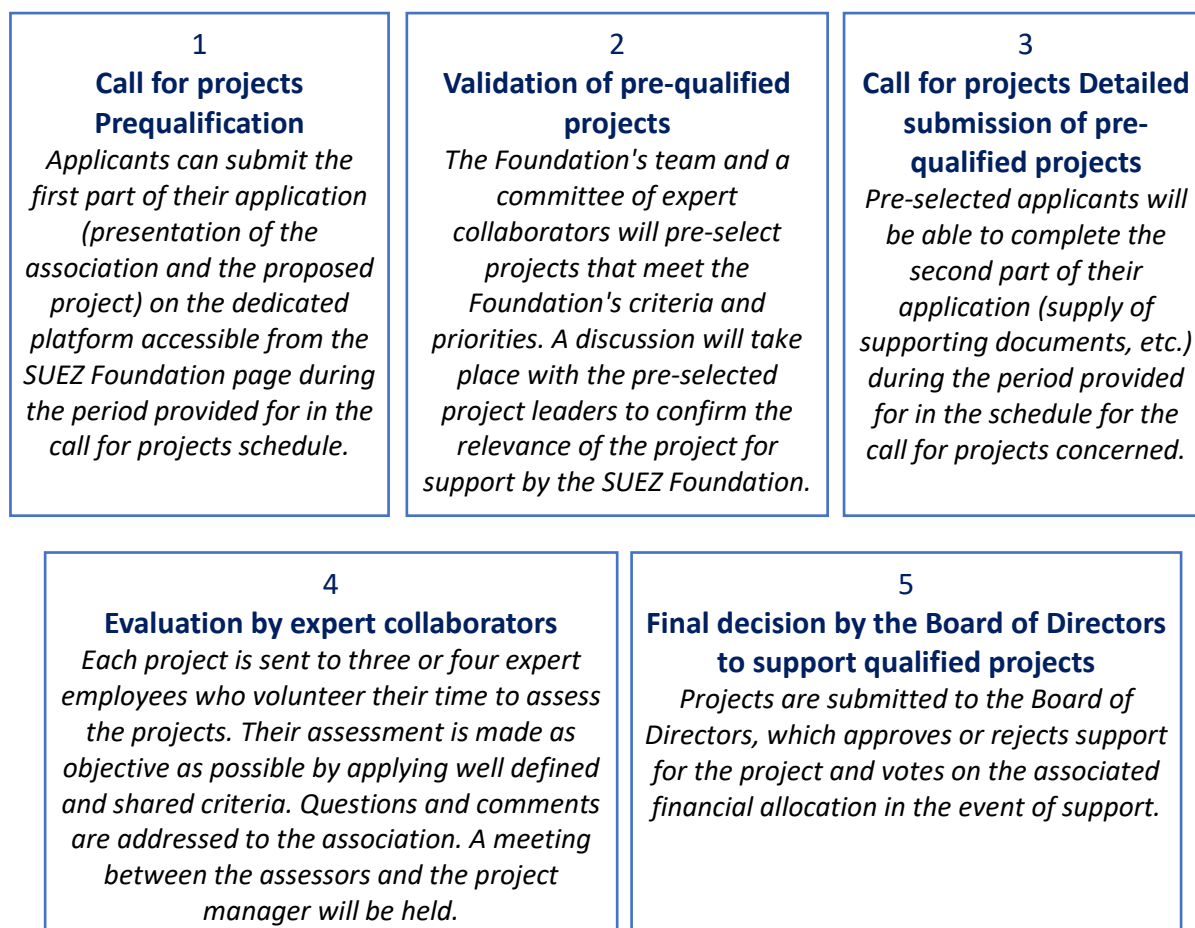 1
Call for projects
Prequalification
Applicants can submit the
first part of their application
(presentation of the
association and the proposed
project) on the dedicated
platform accessible from the
SUEZ Foundation page during
the period provided for in the
call for projects schedule.
2
Validation of pre-qualified
projects
The Foundation's team and a
committee of expert
collaborators will pre-select
projects that meet the
Foundation's criteria and
priorities. A discussion will take
place with the pre-selected
project leaders to confirm the
relevance of the project for
support by the SUEZ Foundation.
3
Call for projects Detailed
submission of pre-
qualified projects
Pre-selected applicants will
be able to complete the
second part of their
application (supply of
supporting documents, etc.)
during the period provided
for in the schedule for the
call for projects concerned.
4
Evaluation by expert collaborators
Each project is sent to three or four expert
employees who volunteer their time to assess
the projects. Their assessment is made as
objective as possible by applying well defined
and shared criteria. Questions and comments
are addressed to the association. A meeting
between the assessors and the project
manager will be held.
5
Final decision by the Board of Directors
to support qualified projects
Projects are submitted to the Board of
Directors, which approves or rejects support
for the project and votes on the associated
financial allocation in the event of support.